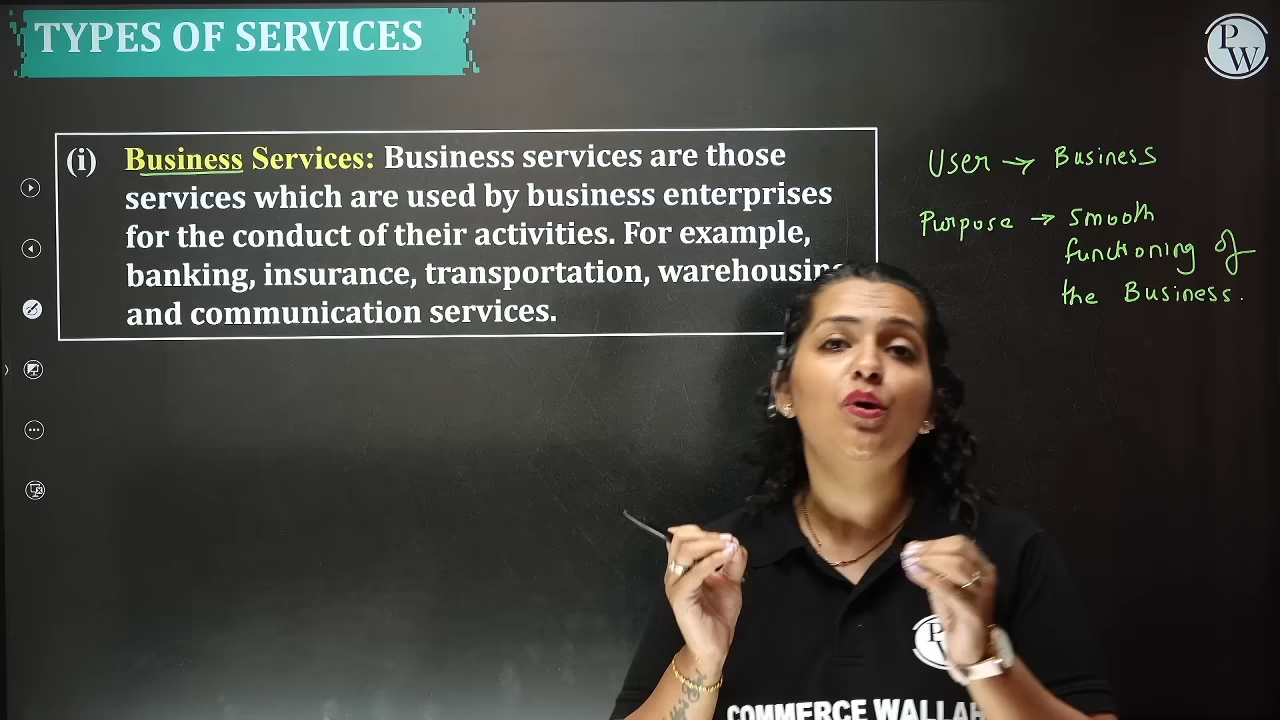 TYPES OF SERVICES
PW
(i) Business Services: Business services are those
services which are used by business enterprises
for the conduct of their activities. For example,
banking, insurance, transportation, warehousing
and communication services.
User → Business
Purpose → Smooth
functioning of
the Business.
PW
COMMERCE WALLAH